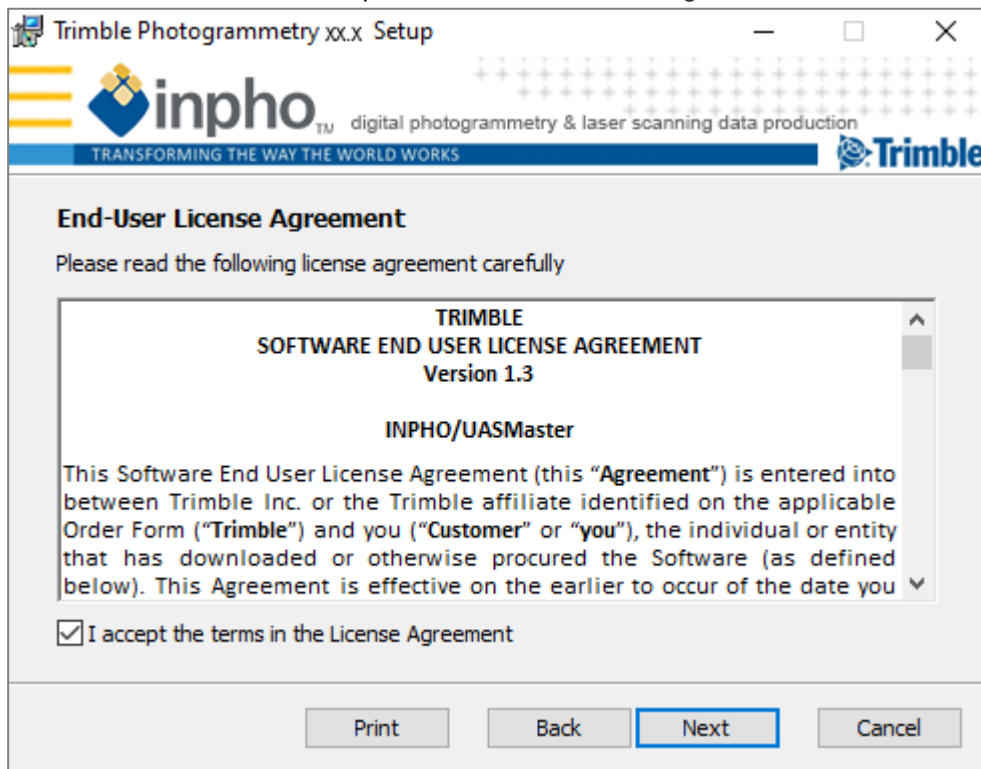 Trimble Photogrammetry xx.x Setup
inpho TM digital photogrammetry & laser scanning data production
TRANSFORMING THE WAY THE WORLD WORKS
Trimble
End-User License Agreement
Please read the following license agreement carefully
TRIMBLE
SOFTWARE END USER LICENSE AGREEMENT
Version 1.3
INPHO/UASMaster
This Software End User License Agreement (this “Agreement”) is entered into
between Trimble Inc. or the Trimble affiliate identified on the applicable
Order Form (“Trimble”) and you (“Customer” or “you”), the individual or entity
that has downloaded or otherwise procured the Software (as defined
below). This Agreement is effective on the earlier to occur of the date you
I accept the terms in the License Agreement
Print Back Next Cancel